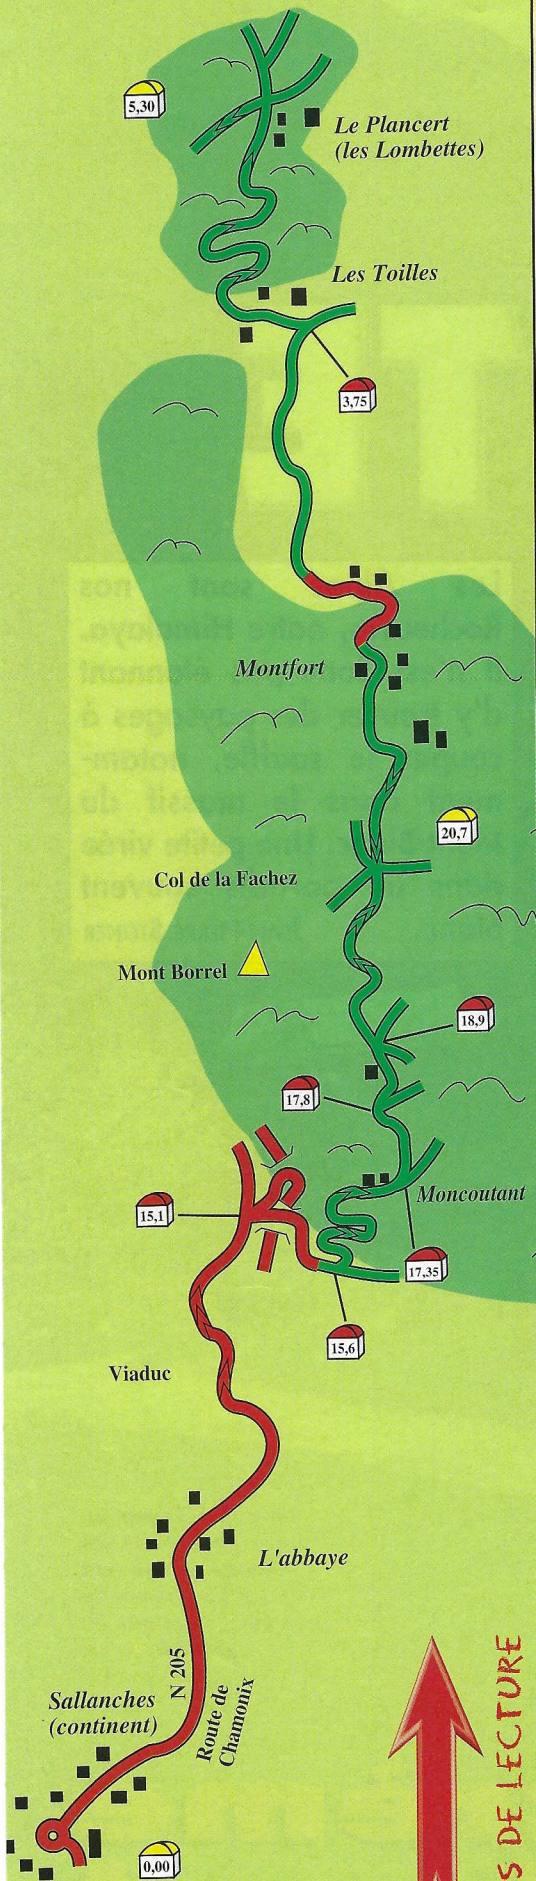 5,30
Le Plancert
(les Lombettes)
Les Toilles
3,75
Montfort
20,7
Col de la Fachez
Mont Borrel
18,9
17,8
Moncoutant
15,1
17,35
15,6
Viaduc
L'abbaye
N 205
Sallanches
(continent)
Route de
Chamonix
0,00
S DE LECTURE